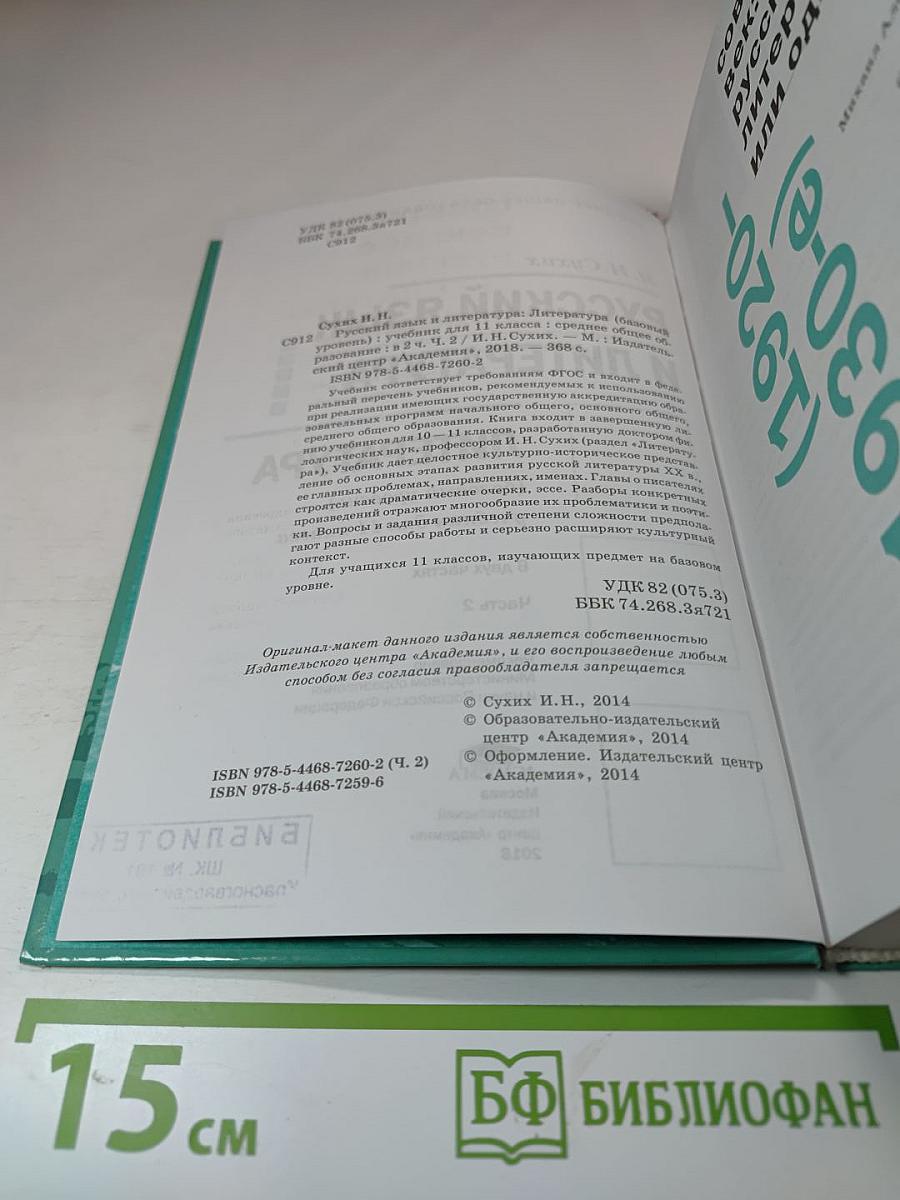 УДК 82(075.3)
ББК 74.268.3я721
С912
Сухих И. Н.
С912 Русский язык и литература: Литература (базовый
уровень) : учебник для 11 класса : среднее общее об-
разование : в 2 ч. Ч. 2 / И. Н. Сухих. — М. : Издатель-
ский центр «Академия», 2018. — 368 с.
ISBN 978-5-4468-7260-2
Учебник соответствует требованиям ФГОС и входит в феде-
ральный перечень учебников, рекомендуемых к использованию
при реализации имеющих государственную аккредитацию обра-
зовательных программ начального общего, основного общего,
среднего общего образования. Книга входит в завершенную ли-
нию учебников для 10—11 классов, разработанную доктором фи-
лологических наук, профессором И. Н. Сухих (раздел «Литерату-
ра»). Учебник дает целостное культурно-историческое представ-
ление об основных этапах развития русской литературы XX в.,
ее главных проблемах, направлениях, именах. Главы о писателях
строятся как драматические очерки, эссе. Разборы конкретных
произведений отражают многообразие их проблематики и поэти-
ки. Вопросы и задания различной степени сложности предпола-
гают разные способы работы и серьезно расширяют культурный
контекст.
Для учащихся 11 классов, изучающих предмет на базовом
уровне.
УДК 82(075.3)
ББК 74.268.3я721
Оригинал-макет данного издания является собственностью
Издательского центра «Академия», и его воспроизведение любым
способом без согласия правообладателя запрещается
© Сухих И. Н., 2014
© Образовательно-издательский
центр «Академия», 2014
© Оформление. Издательский центр
«Академия», 2014
ISBN 978-5-4468-7260-2 (Ч. 2)
ISBN 978-5-4468-7259-6
сов
век:
русск
литер
или од
Михаил
(1920-
930-е)
15 см
БФ БИБЛИОФАН